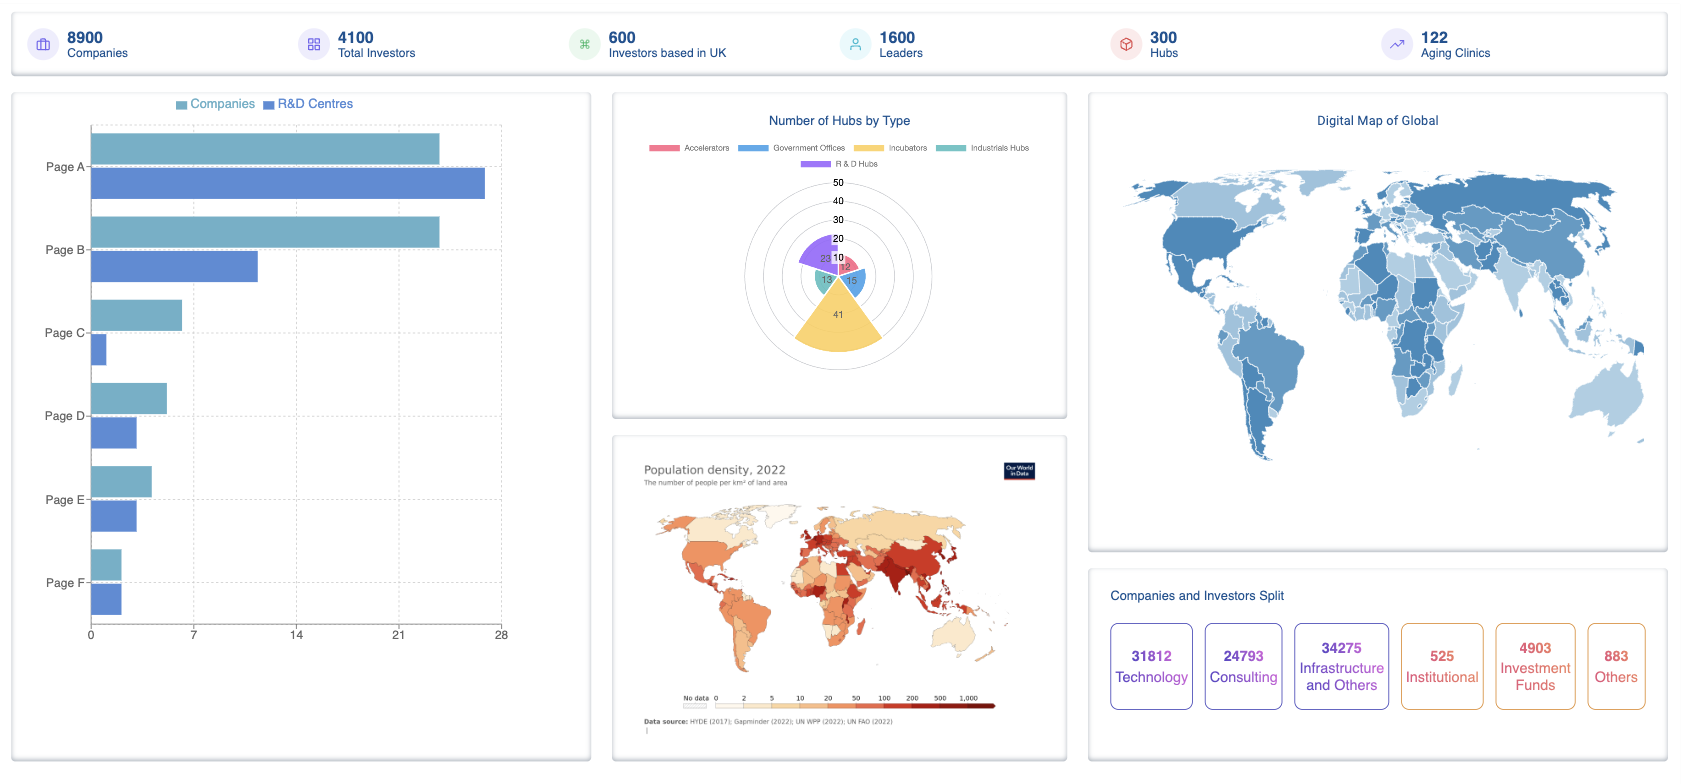 8900
Companies
4100
Total Investors
600
Investors based in UK
1600
Leaders
300
Hubs
122
Aging Clinics
Companies R&D Centres
Page A
Page B
Page C
Page D
Page E
Page F
0 7 14 21 28
Number of Hubs by Type
Accelerators Government Offices Incubators Industrials Hubs
R & D Hubs
50
40
30
20
10
23
12
13
15
41
Population density, 2022
The number of people per km² of land area
Our World
in Data
No data 0 2 5 10 20 50 100 200 500 1,000
Data source: HYDE (2017); Gapminder (2022); UN WPP (2022); UN FAO (2022)
Digital Map of Global
Companies and Investors Split
31812
Technology
24793
Consulting
34275
Infrastructure
and Others
525
Institutional
4903
Investment
Funds
883
Others